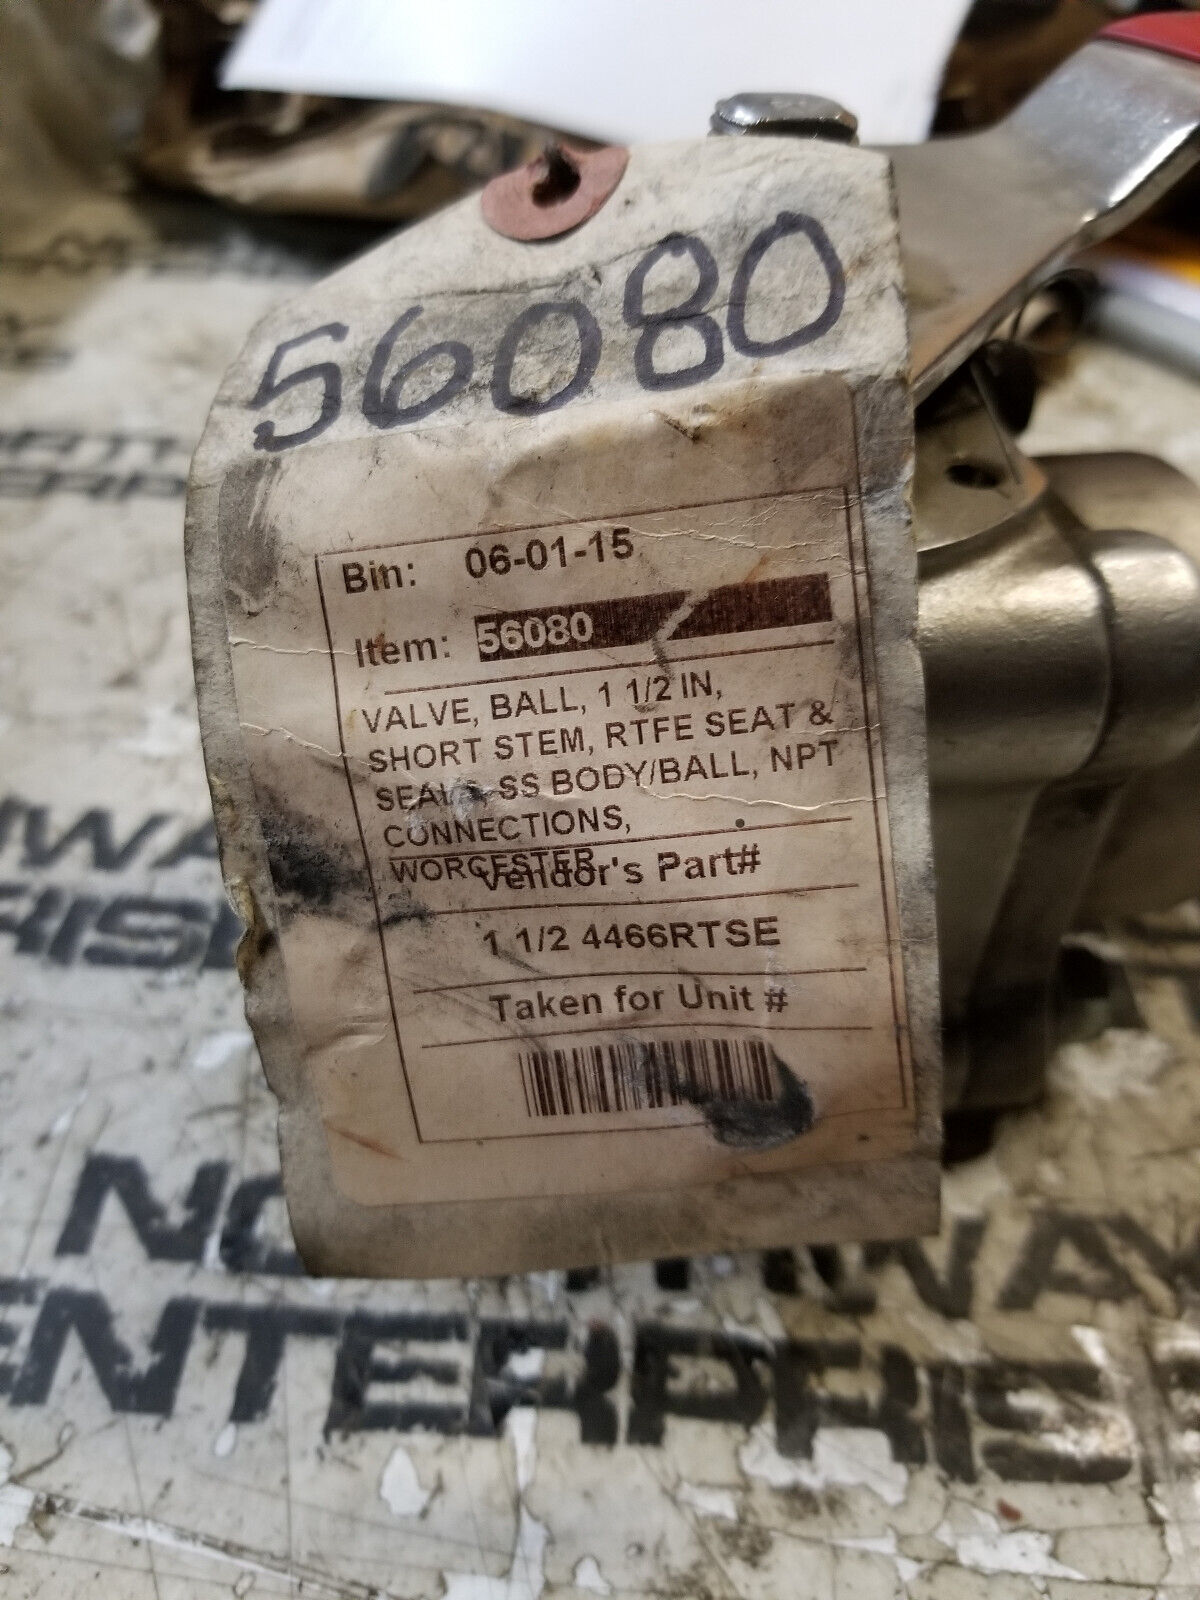 56080
Bin: 06-01-15
Item: 56080
VALVE, BALL, 1 1/2 IN,
SHORT STEM, RTFE SEAT &
SS BODY/BALL, NPT
CONNECTIONS,
WORCESTER
Vendor's Part#
1 1/2 4466RTSE
Taken for Unit #